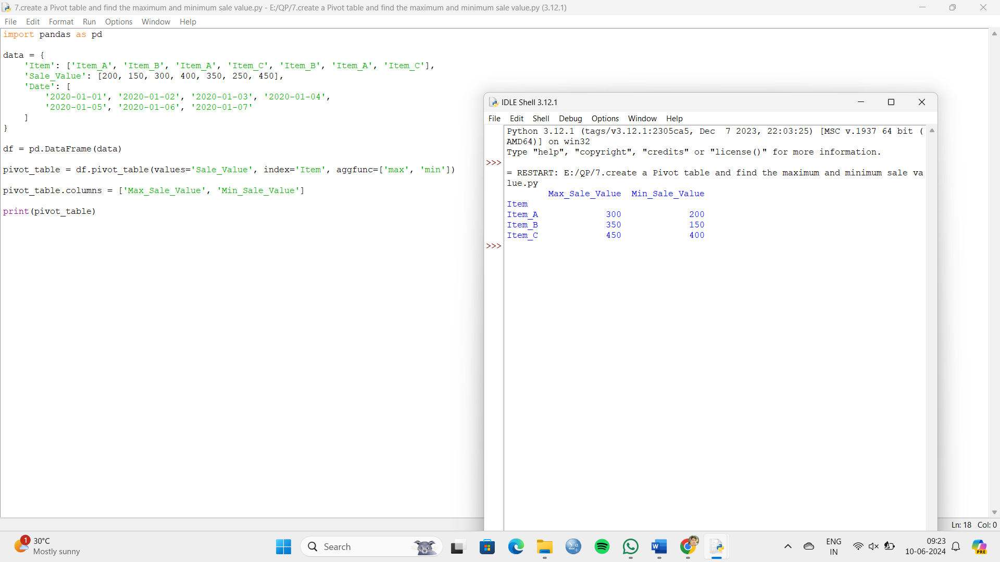 7.create a Pivot table and find the maximum and minimum sale value.py - E:/QP/7.create a Pivot table and find the maximum and minimum sale value.py (3.12.1)
File Edit Format Run Options Window Help
import pandas as pd
data = {
    'Item': ['Item_A', 'Item_B', 'Item_A', 'Item_C', 'Item_B', 'Item_A', 'Item_C'],
    'Sale_Value': [200, 150, 300, 400, 350, 250, 450],
    'Date': [
        '2020-01-01', '2020-01-02', '2020-01-03', '2020-01-04',
        '2020-01-05', '2020-01-06', '2020-01-07'
    ]
}
df = pd.DataFrame(data)
pivot_table = df.pivot_table(values='Sale_Value', index='Item', aggfunc=['max', 'min'])
pivot_table.columns = ['Max_Sale_Value', 'Min_Sale_Value']
print(pivot_table)
IDLE Shell 3.12.1
File Edit Shell Debug Options Window Help
Python 3.12.1 (tags/v3.12.1:2305ca5, Dec  7 2023, 22:03:25) [MSC v.1937 64 bit (
AMD64)] on win32
Type "help", "copyright", "credits" or "license()" for more information.
>>>
= RESTART: E:/QP/7.create a Pivot table and find the maximum and minimum sale va
lue.py
        Max_Sale_Value  Min_Sale_Value
Item
Item_A             300             200
Item_B             350             150
Item_C             450             400
>>>
Ln: 18 Col: 0
1
30°C
Mostly sunny
Search
W
ENG
IN
09:23
10-06-2024
PRE